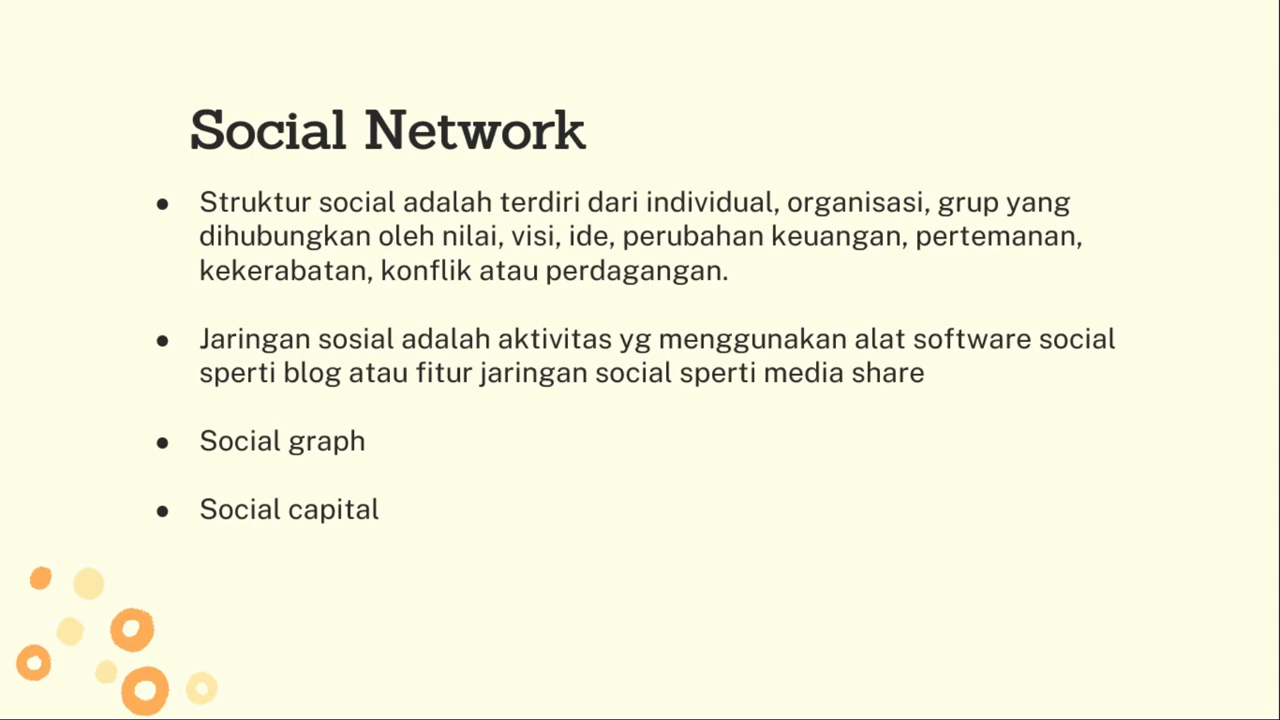 Social Network
● Struktur social adalah terdiri dari individual, organisasi, grup yang
dihubungkan oleh nilai, visi, ide, perubahan keuangan, pertemanan,
kekerabatan, konflik atau perdagangan.
● Jaringan sosial adalah aktivitas yg menggunakan alat software social
sperti blog atau fitur jaringan social sperti media share
● Social graph
● Social capital